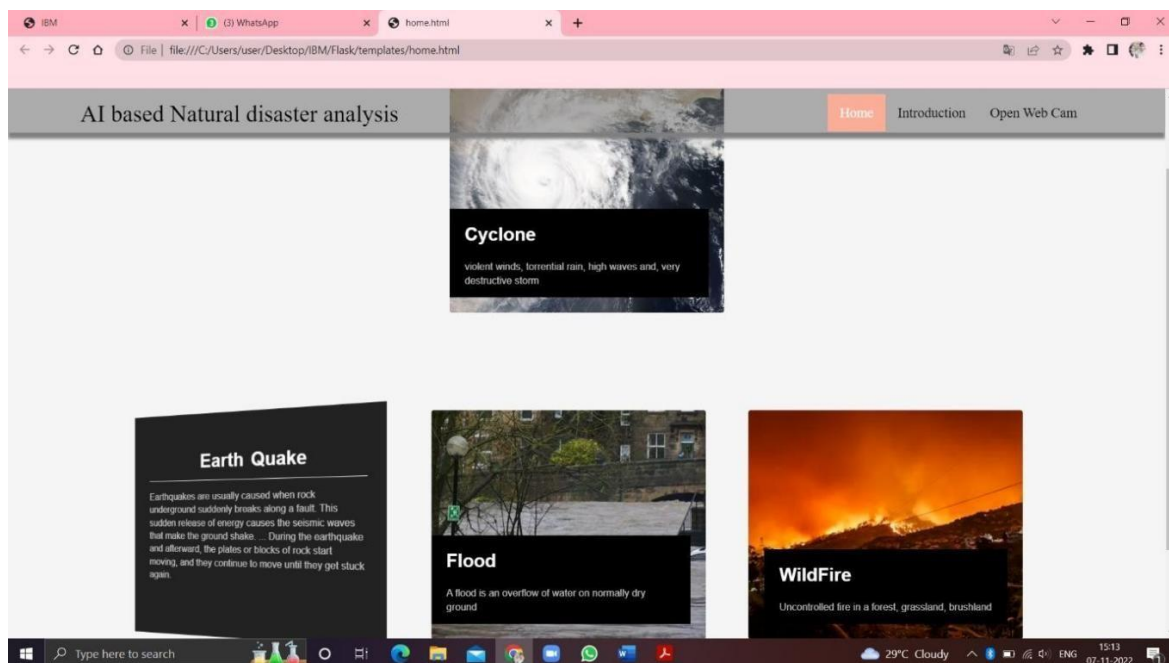 IBM
(3) WhatsApp
home.html
File | file:///C:/Users/user/Desktop/IBM/Flask/templates/home.html
AI based Natural disaster analysis
Home
Introduction
Open Web Cam
Cyclone
violent winds, torrential rain, high waves and, very
destructive storm
Earth Quake
Earthquakes are usually caused when rock
underground suddenly breaks along a fault. This
sudden release of energy causes the seismic waves
that make the ground shake. ... During the earthquake
and afterward, the plates or blocks of rock start
moving, and they continue to move until they get stuck
again.
Flood
A flood is an overflow of water on normally dry
ground
WildFire
Uncontrolled fire in a forest, grassland, brushland
Type here to search
29°C Cloudy
ENG
15:13
07-11-2022